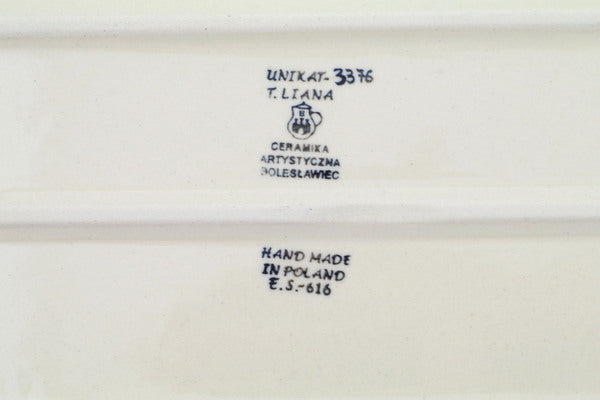 UNIKAT-3376
T. LIANA
B
CERAMIKA
ARTYSTYCZNA
BOLESŁAWIEC
HAND MADE
IN POLAND
E.S.-616